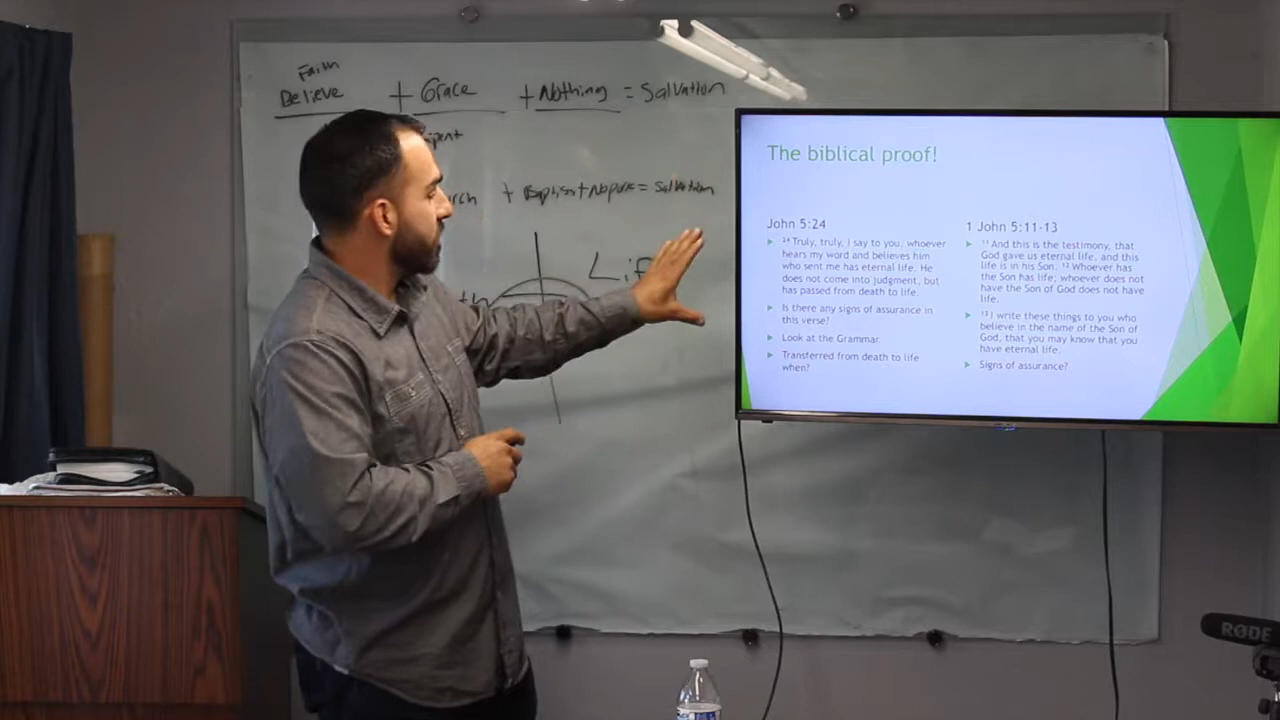 Faith
Believe + Grace + Nothing = Salvation
+ Baptism + No pork = Salvation
The biblical proof!
John 5:24
24 Truly, truly, I say to you, whoever
hears my word and believes him
who sent me has eternal life. He
does not come into judgment, but
has passed from death to life.
Is there any signs of assurance in
this verse?
Look at the Grammar.
Transferred from death to life
when?
1 John 5:11-13
11 And this is the testimony, that
God gave us eternal life, and this
life is in his Son. 12 Whoever has
the Son has life; whoever does not
have the Son of God does not have
life.
13 I write these things to you who
believe in the name of the Son of
God, that you may know that you
have eternal life.
Signs of assurance?
RØDE